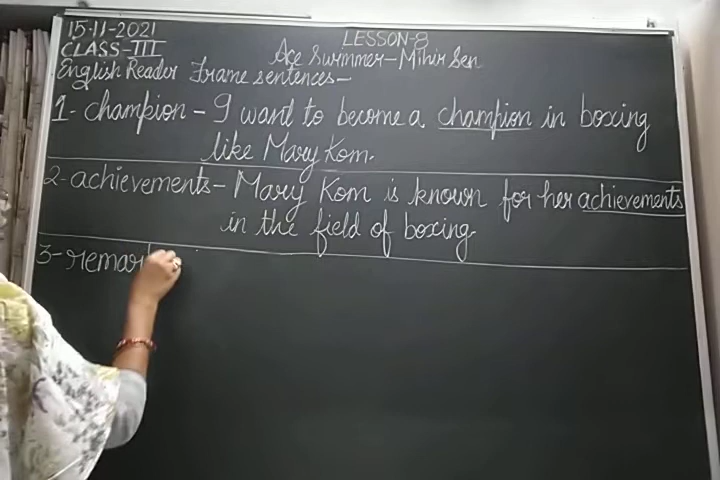 15-11-2021
LESSON-8
CLASS-III
Ace Swimmer-Mihir Sen
English Reader Frame sentences-
1- champion - I want to become a champion in boxing
like Mary Kom.
2- achievements- Mary Kom is known for her achievements
in the field of boxing.
3-remar